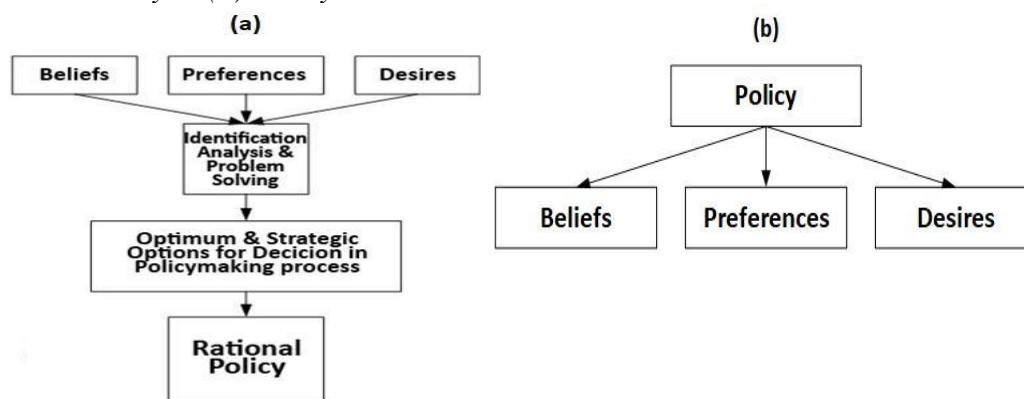 (a)
Beliefs
Preferences
Desires
Identification
Analysis &
Problem
Solving
Optimum & Strategic
Options for Decicion in
Policymaking process
Rational
Policy
(b)
Policy
Beliefs
Preferences
Desires